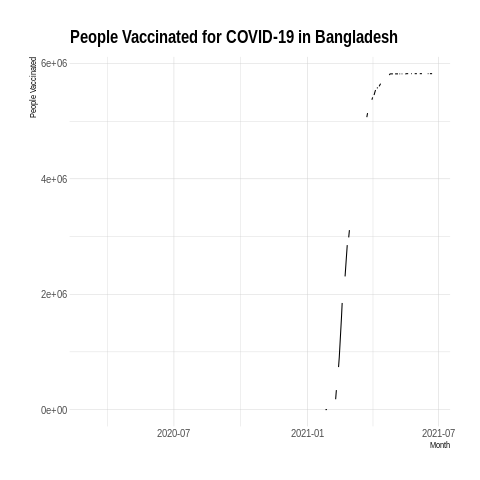 People Vaccinated for COVID-19 in Bangladesh
People Vaccinated
6e+06
4e+06
2e+06
0e+00
2020-07
2021-01
2021-07
Month